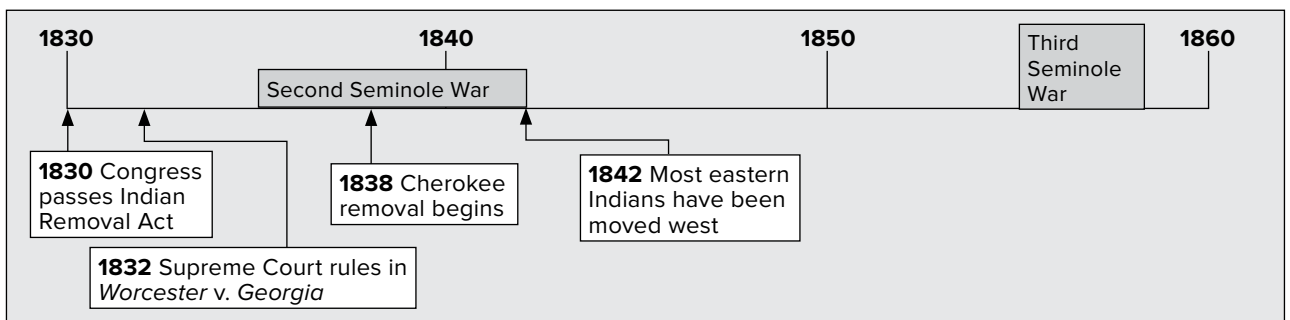 1830
1840
1850
1860
Second Seminole War
Third
Seminole
War
1830 Congress
passes Indian
Removal Act
1832 Supreme Court rules in
Worcester v. Georgia
1838 Cherokee
removal begins
1842 Most eastern
Indians have been
moved west